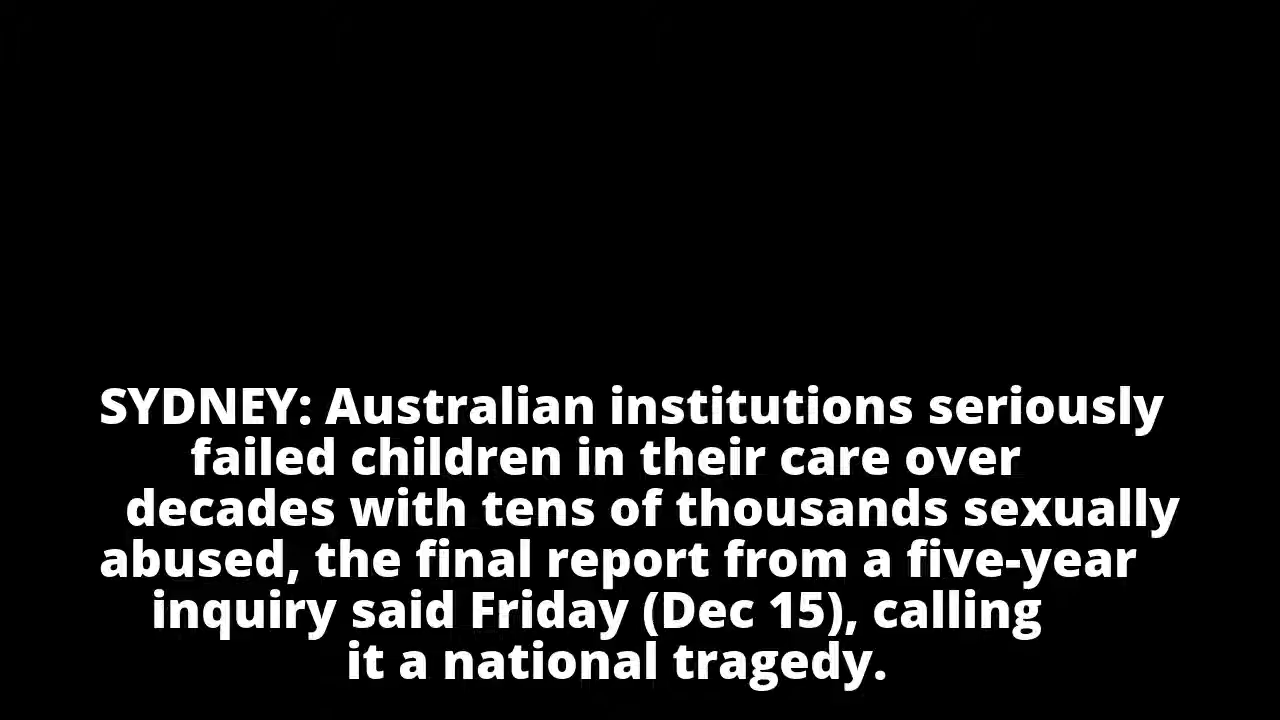 SYDNEY: Australian institutions seriously
failed children in their care over
decades with tens of thousands sexually
abused, the final report from a five-year
inquiry said Friday (Dec 15), calling
it a national tragedy.